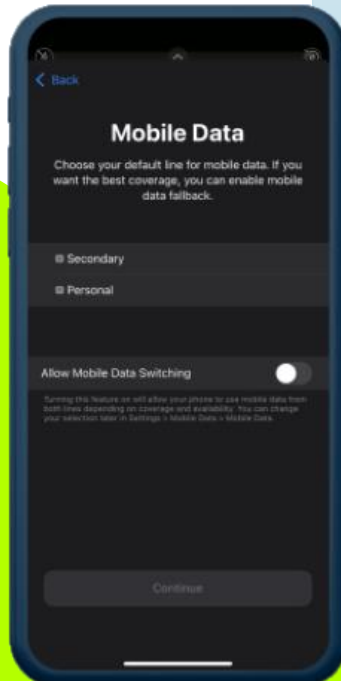 Back
Mobile Data
Choose your default line for mobile data. If you
want the best coverage, you can enable mobile
data fallback.
Secondary
Personal
Allow Mobile Data Switching
Turning this feature on will allow your phone to use mobile data from
both lines depending on coverage and availability. You can change
your selection later in Settings > Mobile Data > Mobile Data.
Continue